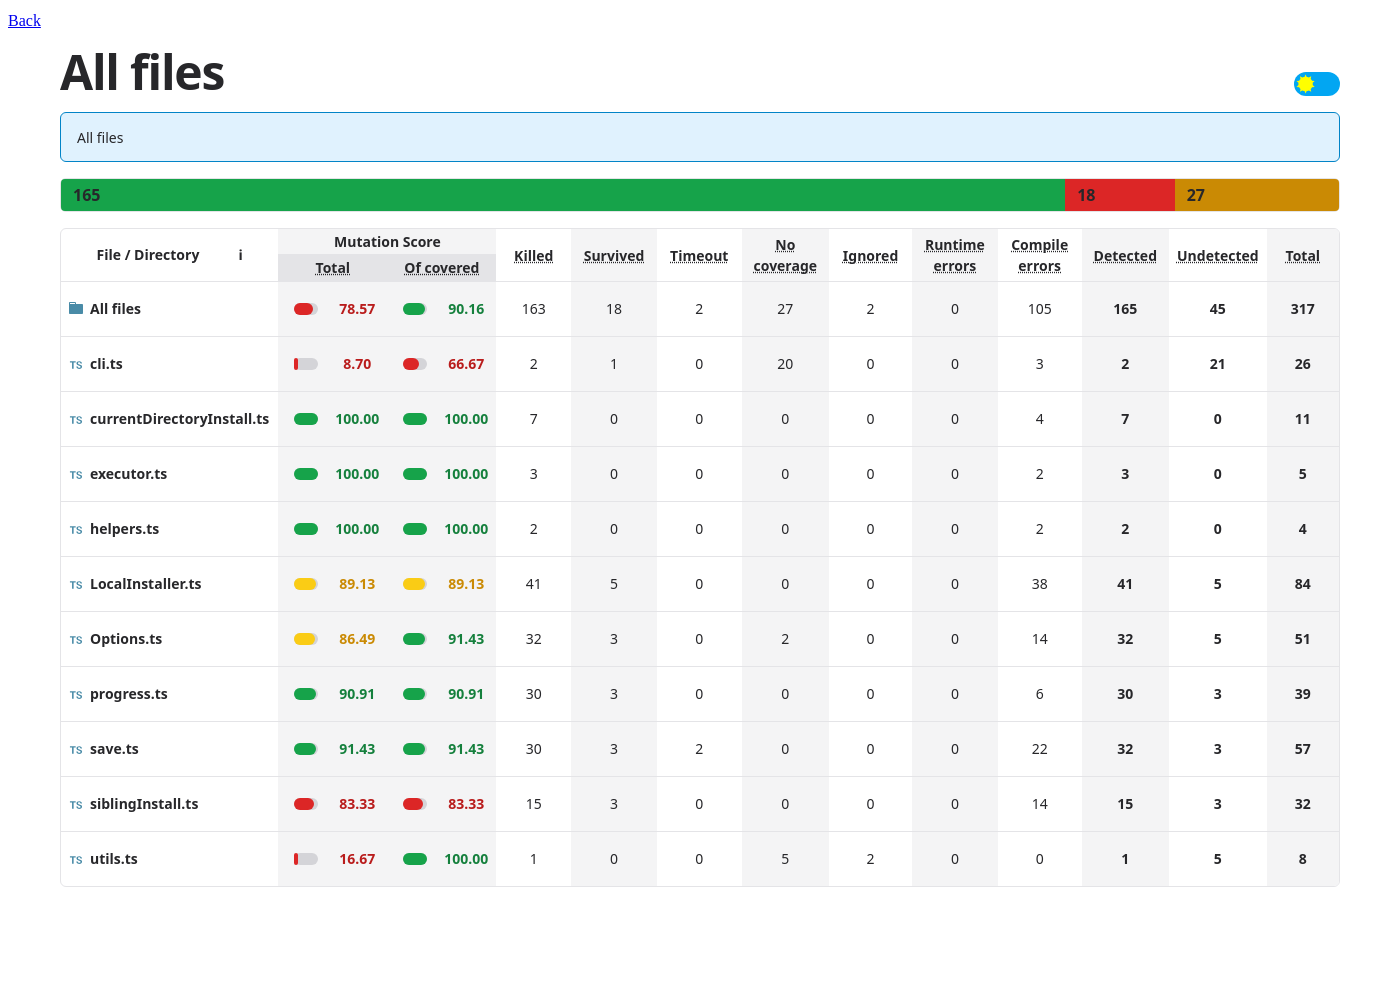 Back
All files
All files
165 18 27
File / Directory i Mutation Score Killed Survived Timeout No coverage Ignored Runtime errors Compile errors Detected Undetected Total
Total Of covered
All files 78.57 90.16 163 18 2 27 2 0 105 165 45 317
TS cli.ts 8.70 66.67 2 1 0 20 0 0 3 2 21 26
TS currentDirectoryInstall.ts 100.00 100.00 7 0 0 0 0 0 4 7 0 11
TS executor.ts 100.00 100.00 3 0 0 0 0 0 2 3 0 5
TS helpers.ts 100.00 100.00 2 0 0 0 0 0 2 2 0 4
TS LocalInstaller.ts 89.13 89.13 41 5 0 0 0 0 38 41 5 84
TS Options.ts 86.49 91.43 32 3 0 2 0 0 14 32 5 51
TS progress.ts 90.91 90.91 30 3 0 0 0 0 6 30 3 39
TS save.ts 91.43 91.43 30 3 2 0 0 0 22 32 3 57
TS siblingInstall.ts 83.33 83.33 15 3 0 0 0 0 14 15 3 32
TS utils.ts 16.67 100.00 1 0 0 5 2 0 0 1 5 8